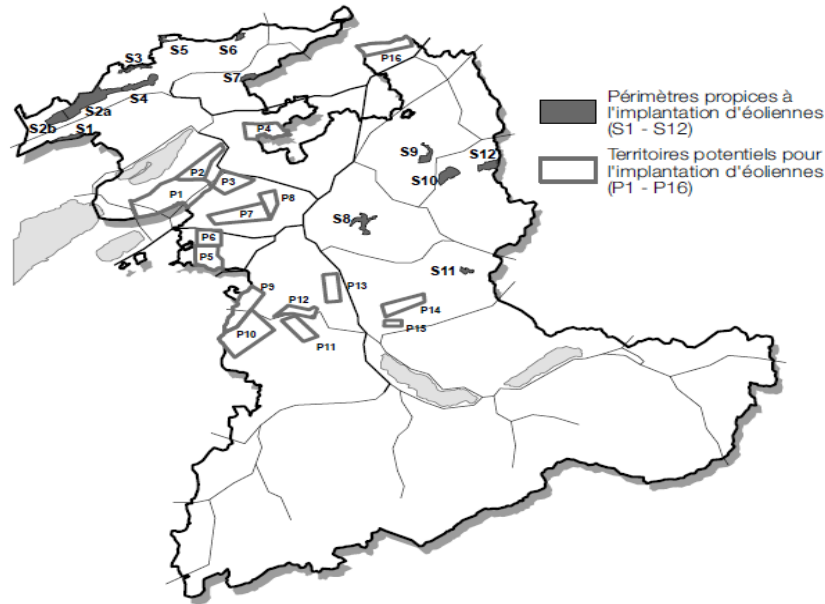 S5
S6
P16
S3
S7
S4
S2a
S2b
S1
P4
Périmètres propices à
l'implantation d'éoliennes
(S1 - S12)
Territoires potentiels pour
l'implantation d'éoliennes
(P1 - P16)
S9
S12
S10
P2
P3
P1
P8
P7
S8
P6
P5
S11
P9
P13
P12
P14
P10
P15
P11